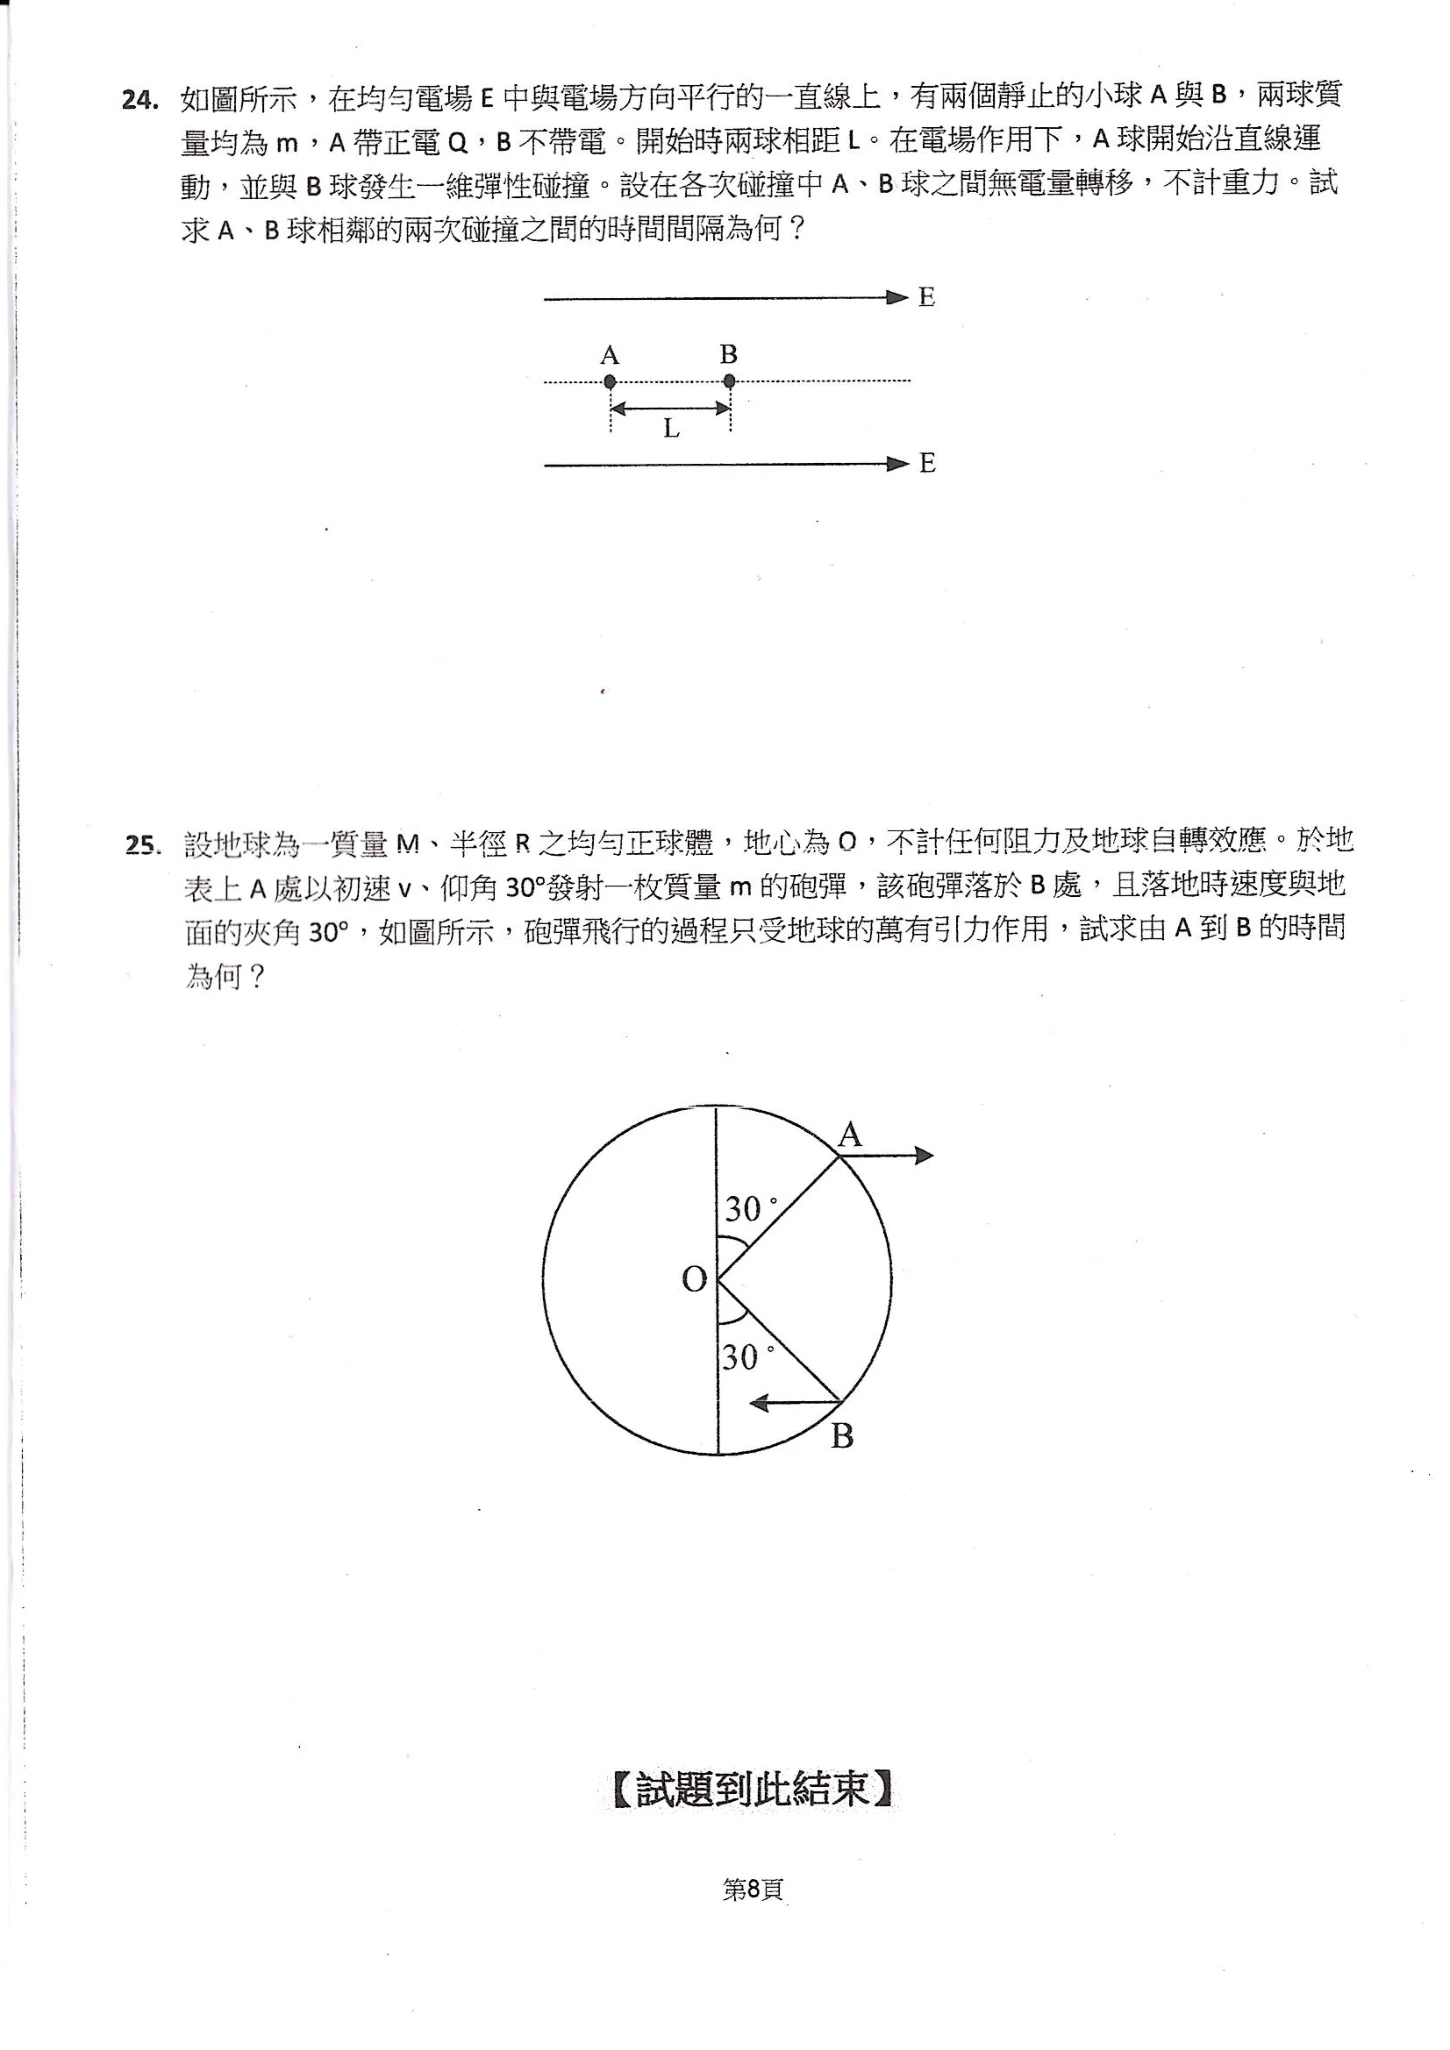 24. 如圖所示，在均勻電場 E 中與電場方向平行的一直線上，有兩個靜止的小球 A 與 B，兩球質
量均為 m，A 帶正電 Q，B 不帶電。開始時兩球相距 L。在電場作用下，A 球開始沿直線運
動，並與 B 球發生一維彈性碰撞。設在各次碰撞中 A、B 球之間無電量轉移，不計重力。試
求 A、B 球相鄰的兩次碰撞之間的時間間隔為何？
E
A B
L
E
25. 設地球為一質量 M、半徑 R 之均勻正球體，地心為 O，不計任何阻力及地球自轉效應。於地
表上 A 處以初速 v、仰角 30°發射一枚質量 m 的砲彈，該砲彈落於 B 處，且落地時速度與地
面的夾角 30°，如圖所示，砲彈飛行的過程只受地球的萬有引力作用，試求由 A 到 B 的時間
為何？
A
30°
O
30°
B
【試題到此結束】
第8頁